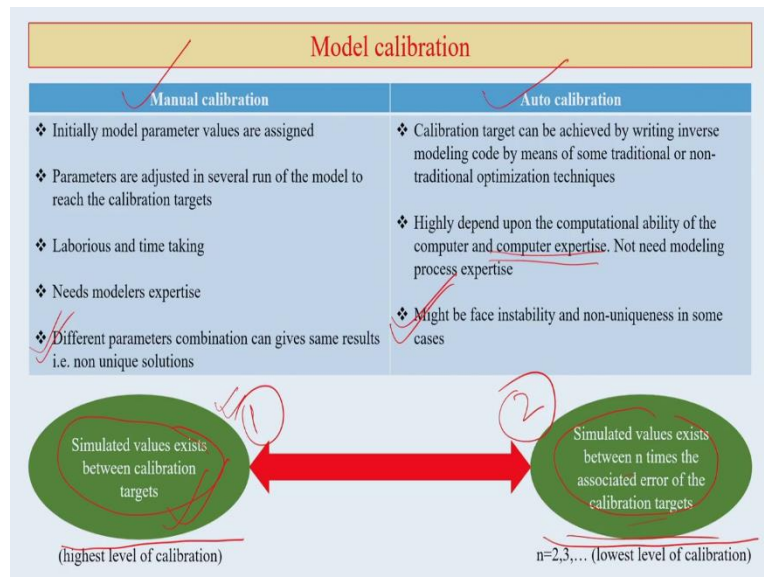 Model calibration
Manual calibration
❖ Initially model parameter values are assigned
❖ Parameters are adjusted in several run of the model to
reach the calibration targets
❖ Laborious and time taking
❖ Needs modelers expertise
❖ Different parameters combination can gives same results
i.e. non unique solutions
Auto calibration
❖ Calibration target can be achieved by writing inverse
modeling code by means of some traditional or non-
traditional optimization techniques
❖ Highly depend upon the computational ability of the
computer and computer expertise. Not need modeling
process expertise
❖ Might be face instability and non-uniqueness in some
cases
1
Simulated values exists
between calibration
targets
(highest level of calibration)
2
Simulated values exists
between n times the
associated error of the
calibration targets
n=2,3,… (lowest level of calibration)